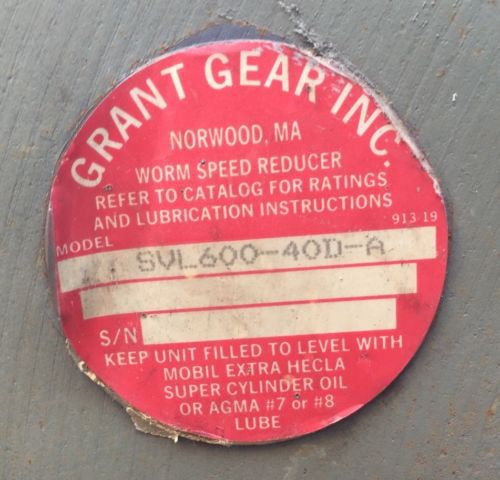 GRANT GEAR INC.
NORWOOD, MA
WORM SPEED REDUCER
REFER TO CATALOG FOR RATINGS
AND LUBRICATION INSTRUCTIONS
913-19
MODEL
SVL600-40D-A
S/N
KEEP UNIT FILLED TO LEVEL WITH
MOBIL EXTRA HECLA
SUPER CYLINDER OIL
OR AGMA #7 or #8
LUBE